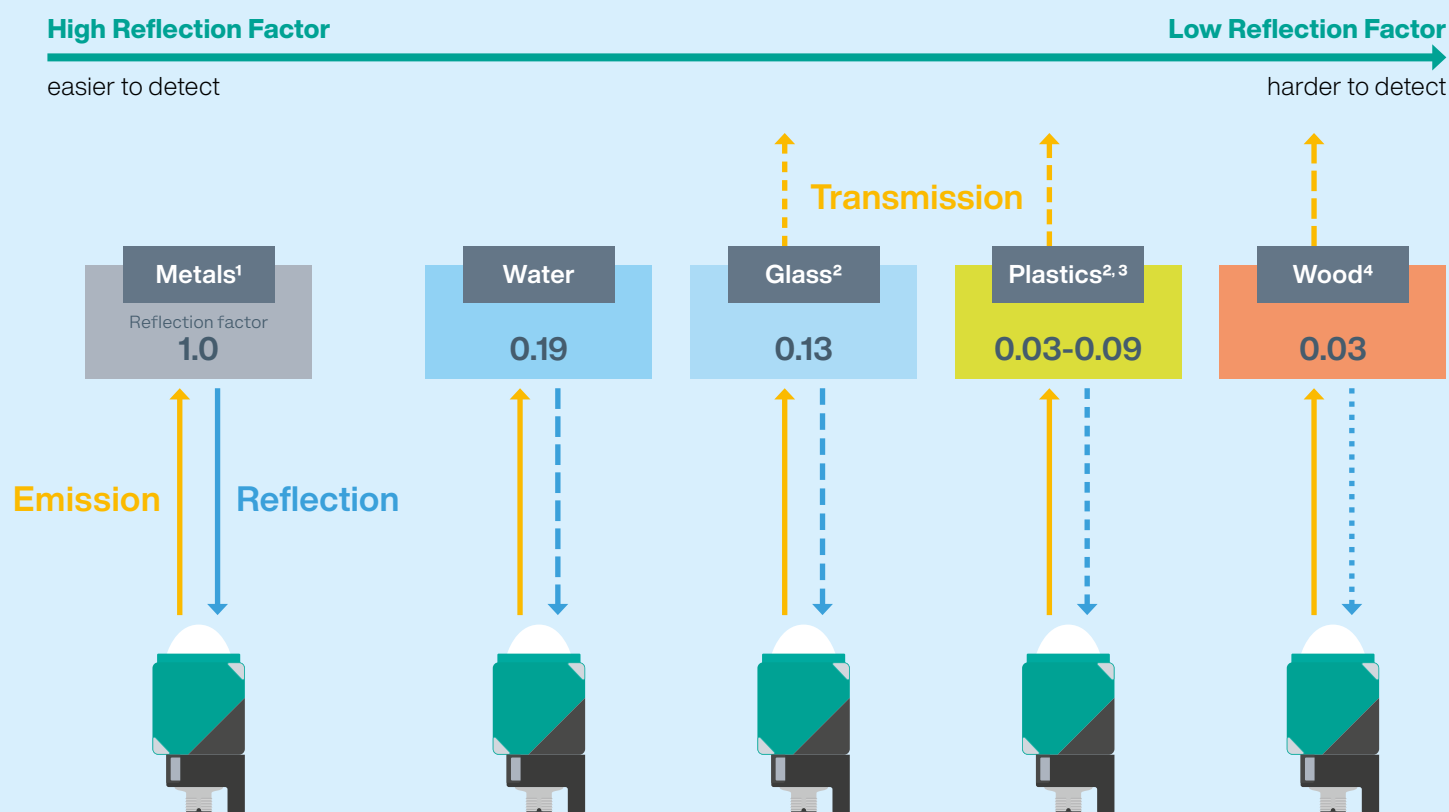 High Reflection Factor
Low Reflection Factor
easier to detect
harder to detect
Transmission
Metals¹
Water
Glass²
Plastics²,³
Wood⁴
Reflection factor
1.0
0.19
0.13
0.03-0.09
0.03
Emission
Reflection